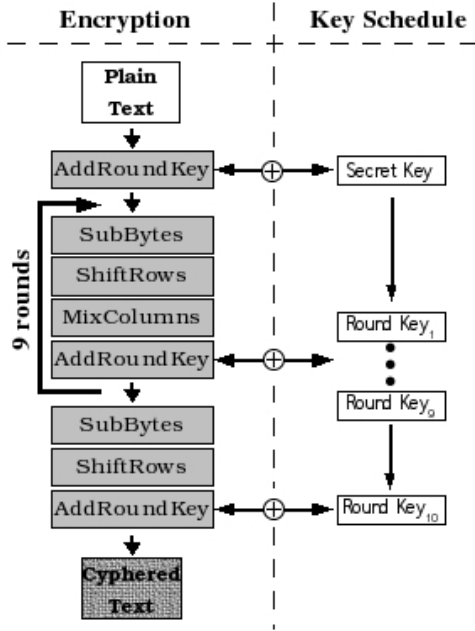 Encryption
Key Schedule
Plain
Text
AddRoundKey
Secret Key
9 rounds
SubBytes
ShiftRows
MixColumns
AddRoundKey
Round Key₁
Round Key₉
SubBytes
ShiftRows
AddRoundKey
Round Key₁₀
Cyphered
Text